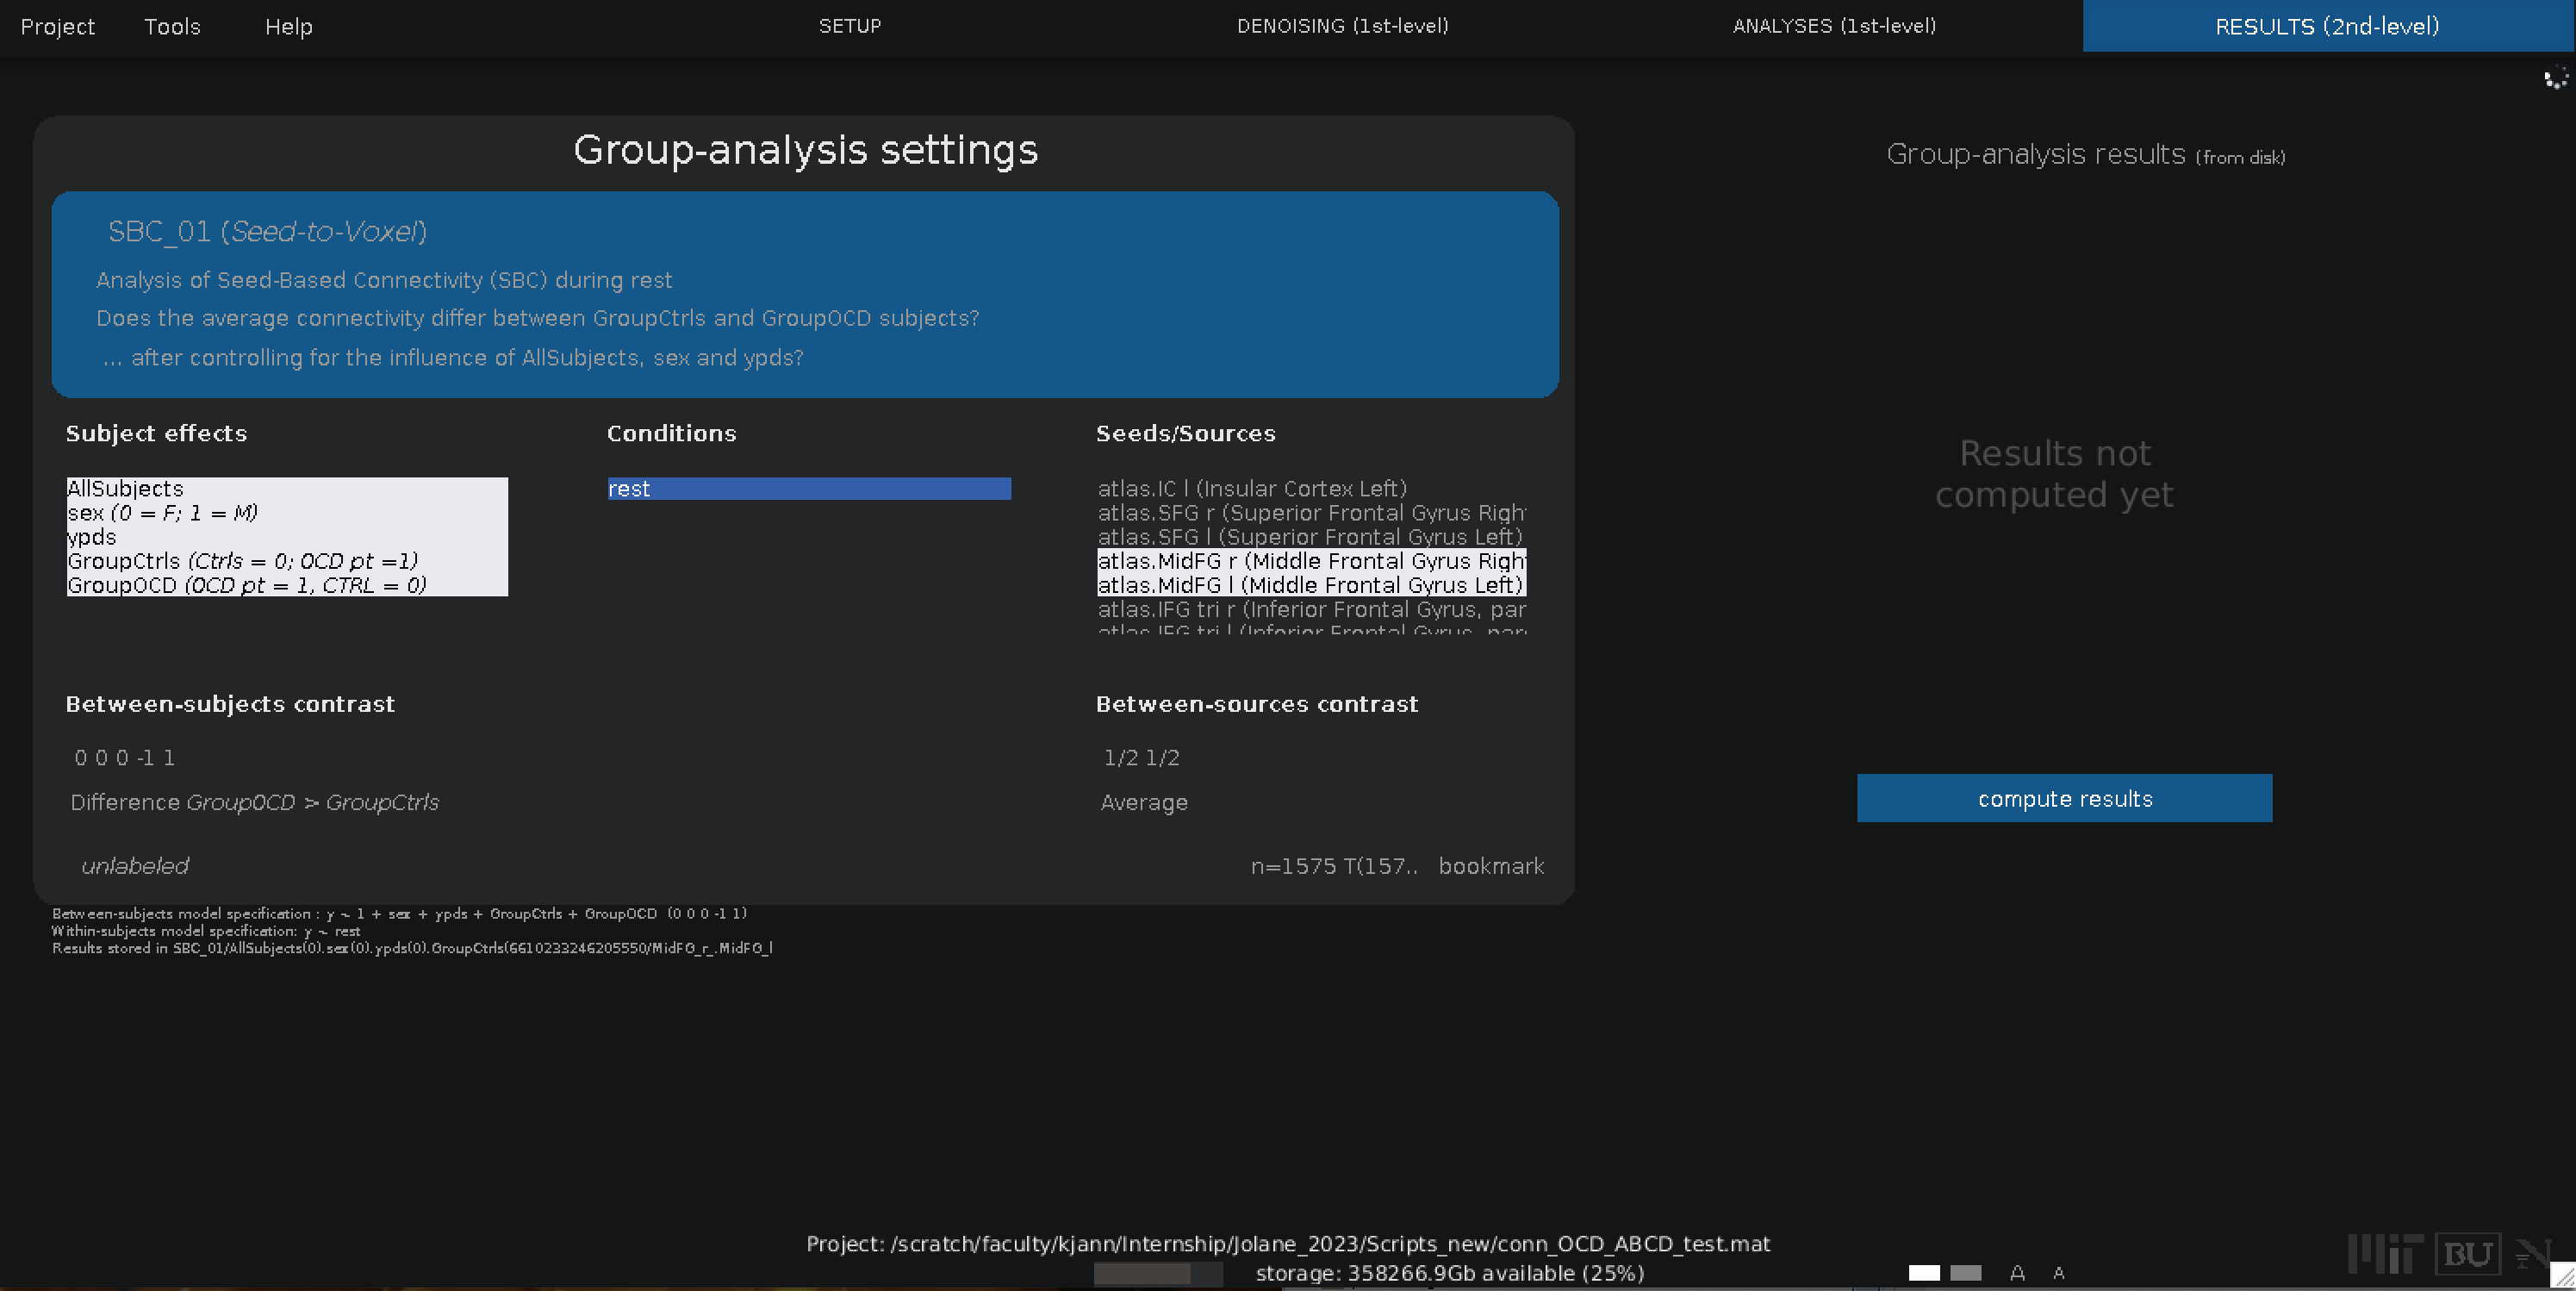 Project Tools Help SETUP DENOISING (1st-level) ANALYSES (1st-level) RESULTS (2nd-level)
Group-analysis settings
SBC_01 (Seed-to-Voxel)
Analysis of Seed-Based Connectivity (SBC) during rest
Does the average connectivity differ between GroupCtrls and GroupOCD subjects?
... after controlling for the influence of AllSubjects, sex and ypds?
Subject effects
AllSubjects
sex (0 = F; 1 = M)
ypds
GroupCtrls (Ctrls = 0; OCD pt =1)
GroupOCD (OCD pt = 1, CTRL = 0)
Conditions
rest
Seeds/Sources
atlas.IC l (Insular Cortex Left)
atlas.SFG r (Superior Frontal Gyrus Righ
atlas.SFG l (Superior Frontal Gyrus Left)
atlas.MidFG r (Middle Frontal Gyrus Righ
atlas.MidFG l (Middle Frontal Gyrus Left)
atlas.IFG tri r (Inferior Frontal Gyrus, par
atlas.IFG tri l (Inferior Frontal Gyrus, par
Between-subjects contrast
0 0 0 -1 1
Difference GroupOCD > GroupCtrls
Between-sources contrast
1/2 1/2
Average
unlabeled
n=1575 T(157.. bookmark
Between-subjects model specification : y ~ 1 + sex + ypds + GroupCtrls + GroupOCD (0 0 0 -1 1)
Within-subjects model specification: y ~ rest
Results stored in SBC_01/AllSubjects(0).sex(0).ypds(0).GroupCtrls(6610233246205550/MidFG_r_.MidFG_l
Group-analysis results (from disk)
Results not
computed yet
compute results
Project: /scratch/faculty/kjann/Internship/Jolane_2023/Scripts_new/conn_OCD_ABCD_test.mat
storage: 358266.9Gb available (25%)
A A
MIT BU N